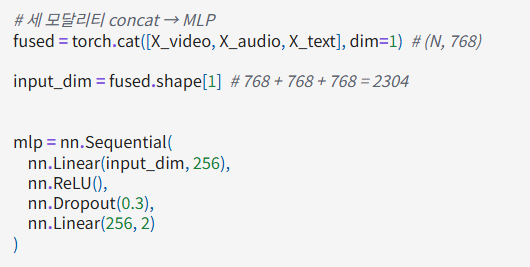 # 세 모달리티 concat → MLP
fused = torch.cat([X_video, X_audio, X_text], dim=1)  # (N, 768)
input_dim = fused.shape[1]  # 768 + 768 + 768 = 2304
mlp = nn.Sequential(
    nn.Linear(input_dim, 256),
    nn.ReLU(),
    nn.Dropout(0.3),
    nn.Linear(256, 2)
)